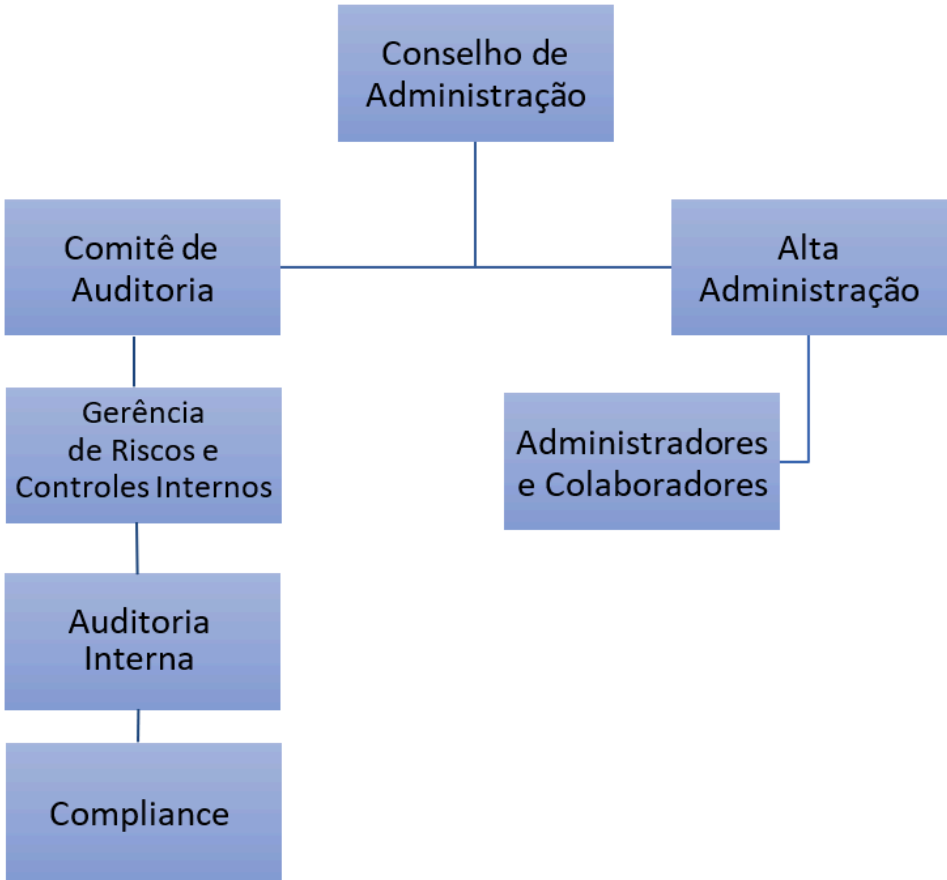 Conselho de
Administração
Comitê de
Auditoria
Alta
Administração
Gerência
de Riscos e
Controles Internos
Administradores
e Colaboradores
Auditoria
Interna
Compliance